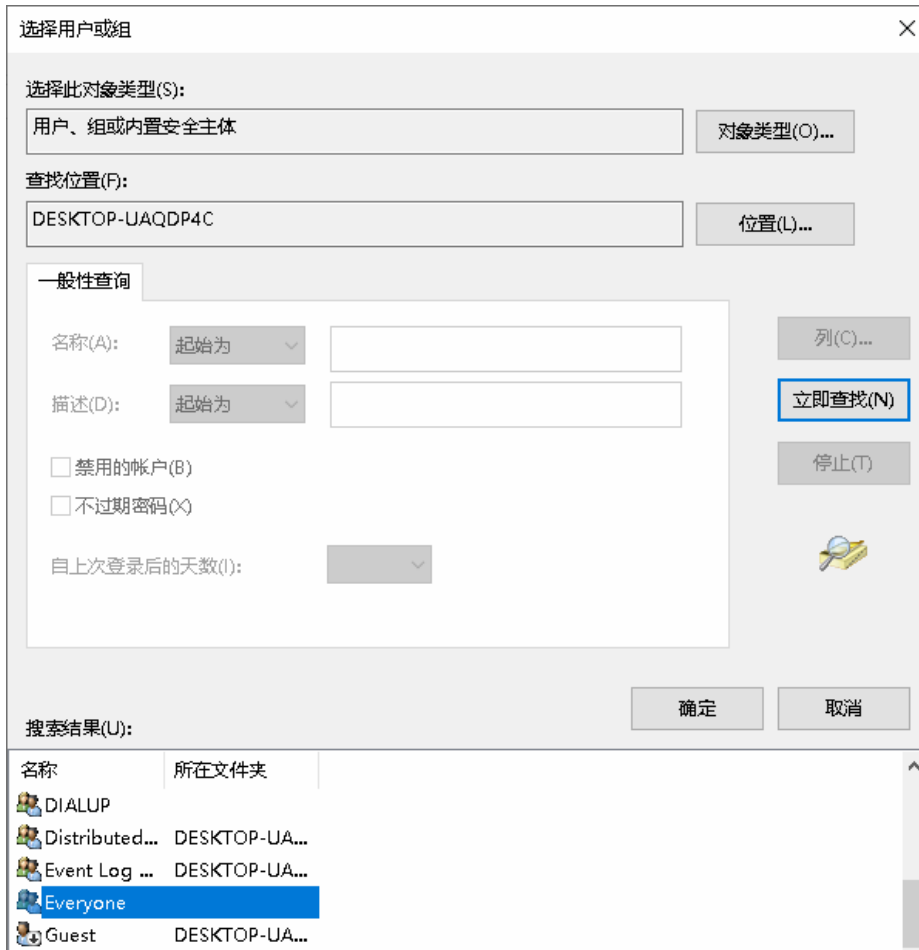 选择用户或组
选择此对象类型(S):
用户、组或内置安全主体
对象类型(O)...
查找位置(F):
DESKTOP-UAQDP4C
位置(L)...
一般性查询
名称(A):
起始为
列(C)...
描述(D):
起始为
立即查找(N)
禁用的帐户(B)
停止(T)
不过期密码(X)
自上次登录后的天数(I):
确定
取消
搜索结果(U):
名称 所在文件夹
DIALUP
Distributed... DESKTOP-UA...
Event Log ... DESKTOP-UA...
Everyone
Guest DESKTOP-UA...